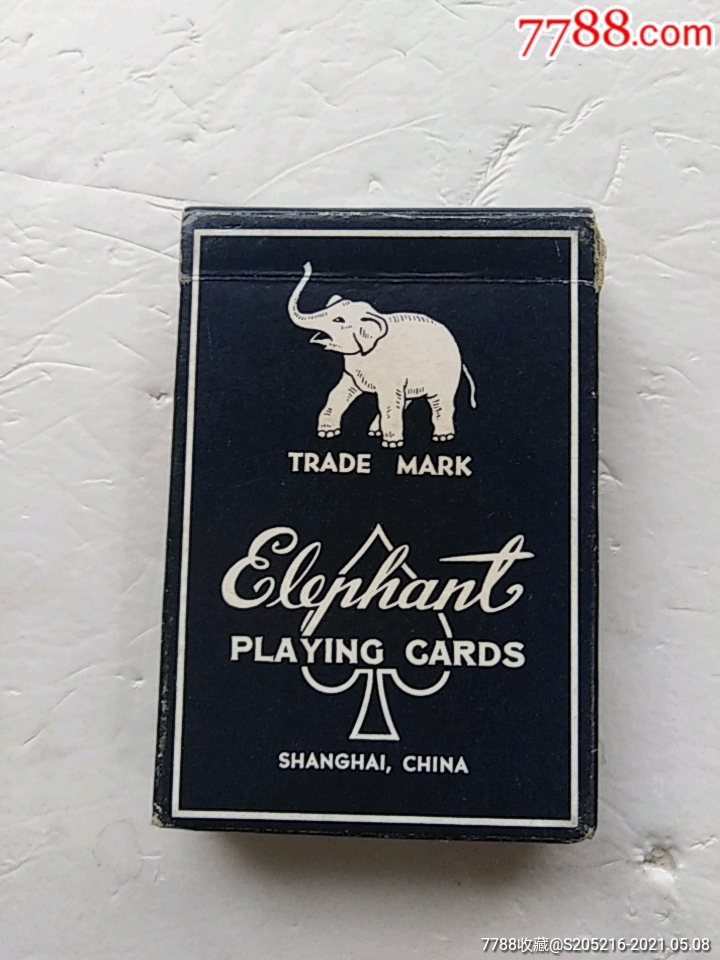 7788.com
TRADE MARK
Elephant
PLAYING CARDS
SHANGHAI, CHINA
7788收藏@S205216-2021.05.08